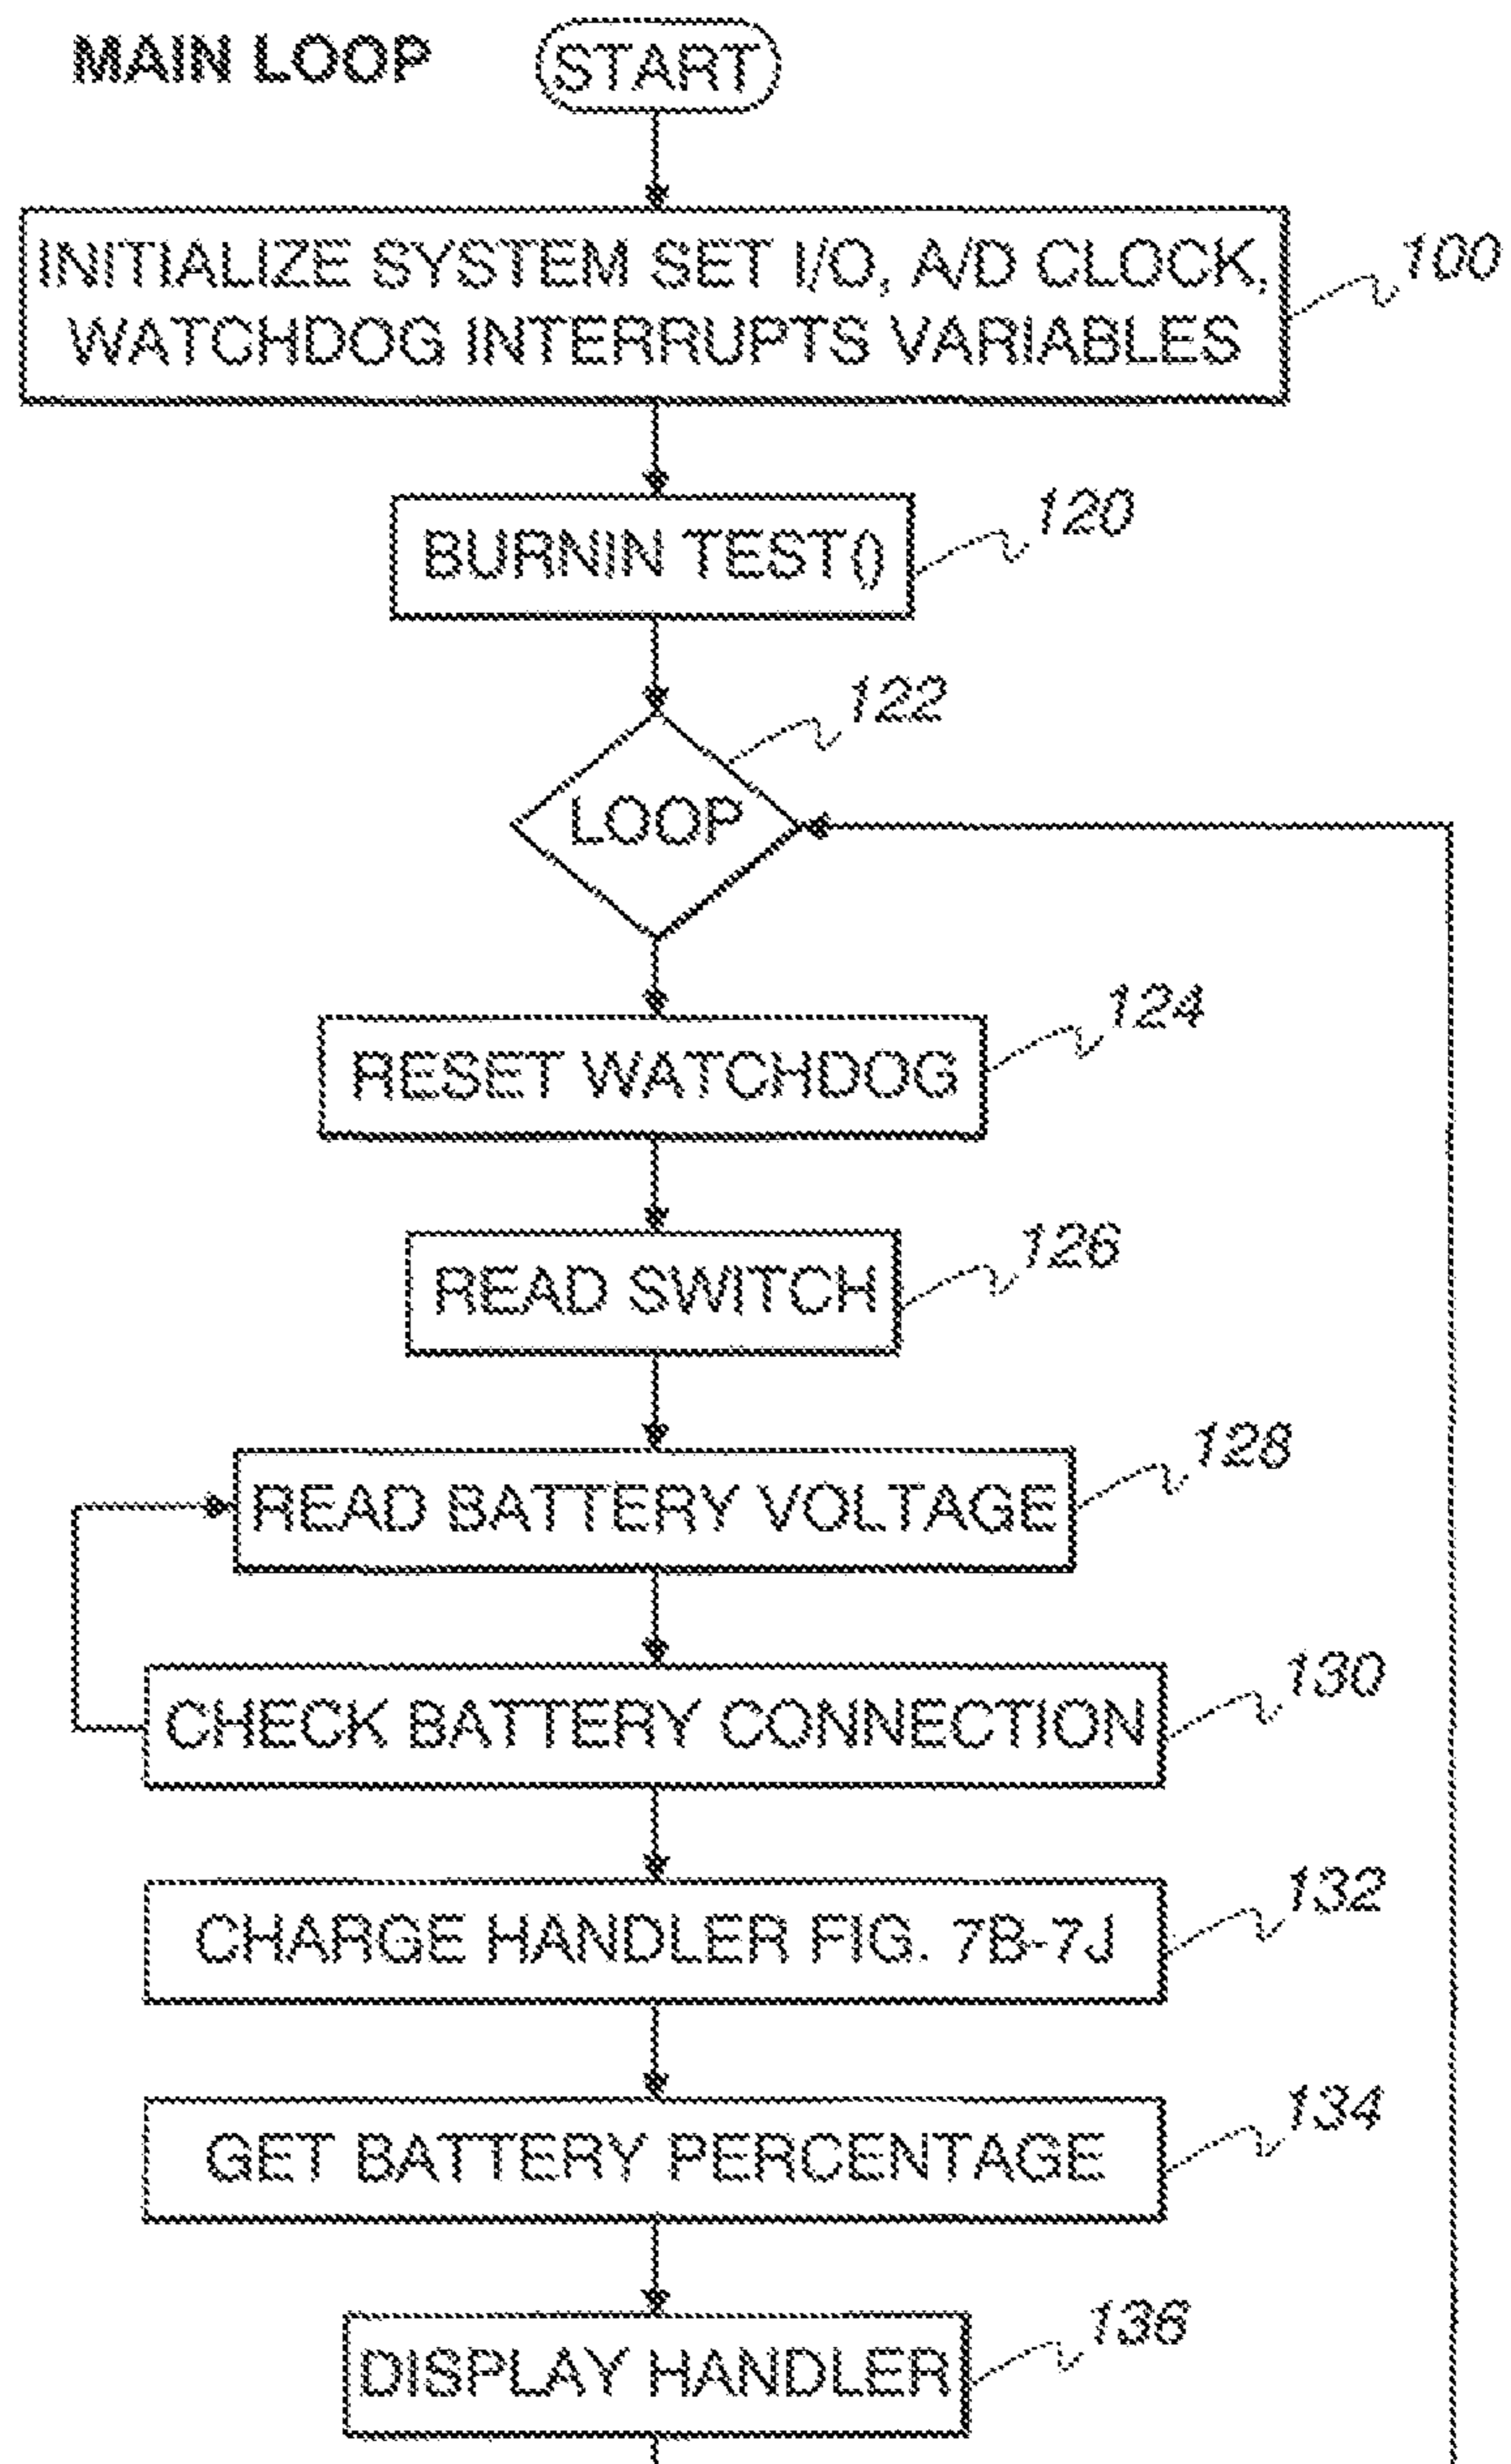 MAIN LOOP
START
INITIALIZE SYSTEM SET I/O, A/D CLOCK,
WATCHDOG INTERRUPTS VARIABLES
100
BURNIN TEST()
120
122
LOOP
124
RESET WATCHDOG
126
READ SWITCH
128
READ BATTERY VOLTAGE
130
CHECK BATTERY CONNECTION
132
CHARGE HANDLER FIG. 7B-7J
134
GET BATTERY PERCENTAGE
136
DISPLAY HANDLER